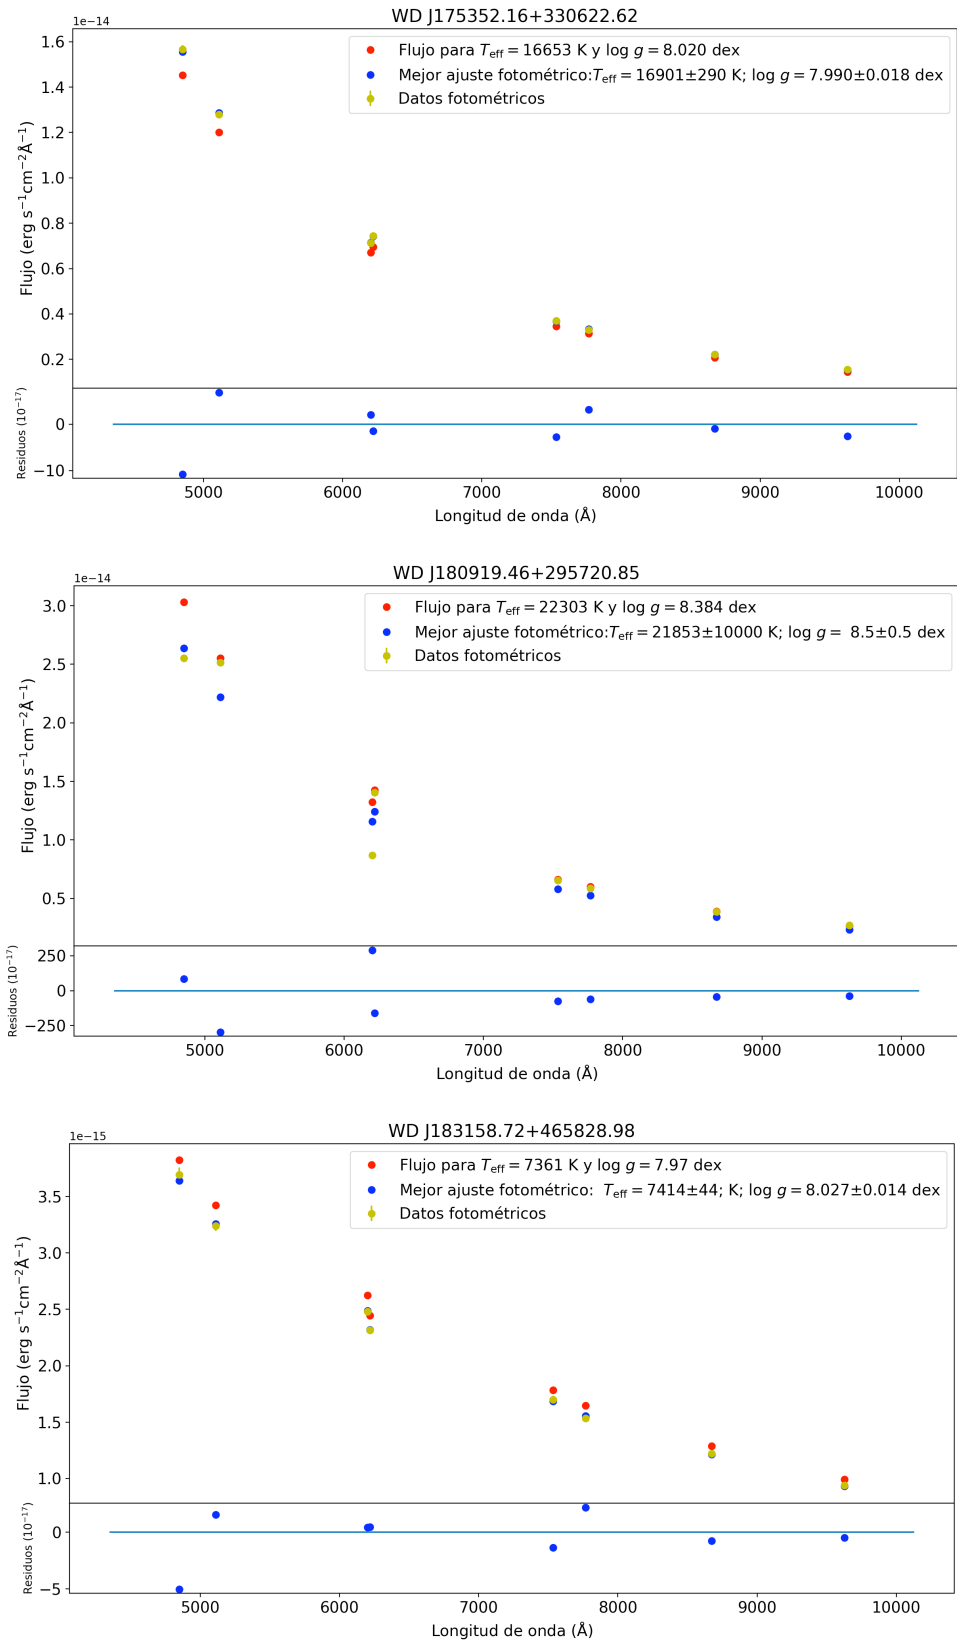 WD J175352.16+330622.62
1e−14
Flujo para Teff = 16653 K y log g = 8.020 dex
Mejor ajuste fotométrico:Teff = 16901±290 K; log g = 7.990±0.018 dex
Datos fotométricos
Flujo (erg s−1cm−2Å−1)
1.6
1.4
1.2
1.0
0.8
0.6
0.4
0.2
Residuos (10−17)
0
−10
5000 6000 7000 8000 9000 10000
Longitud de onda (Å)
WD J180919.46+295720.85
1e−14
Flujo para Teff = 22303 K y log g = 8.384 dex
Mejor ajuste fotométrico:Teff = 21853±10000 K; log g = 8.5±0.5 dex
Datos fotométricos
Flujo (erg s−1cm−2Å−1)
3.0
2.5
2.0
1.5
1.0
0.5
Residuos (10−17)
250
0
−250
5000 6000 7000 8000 9000 10000
Longitud de onda (Å)
WD J183158.72+465828.98
1e−15
Flujo para Teff = 7361 K y log g = 7.97 dex
Mejor ajuste fotométrico: Teff = 7414±44; K; log g = 8.027±0.014 dex
Datos fotométricos
Flujo (erg s−1cm−2Å−1)
3.5
3.0
2.5
2.0
1.5
1.0
Residuos (10−17)
0
−5
5000 6000 7000 8000 9000 10000
Longitud de onda (Å)